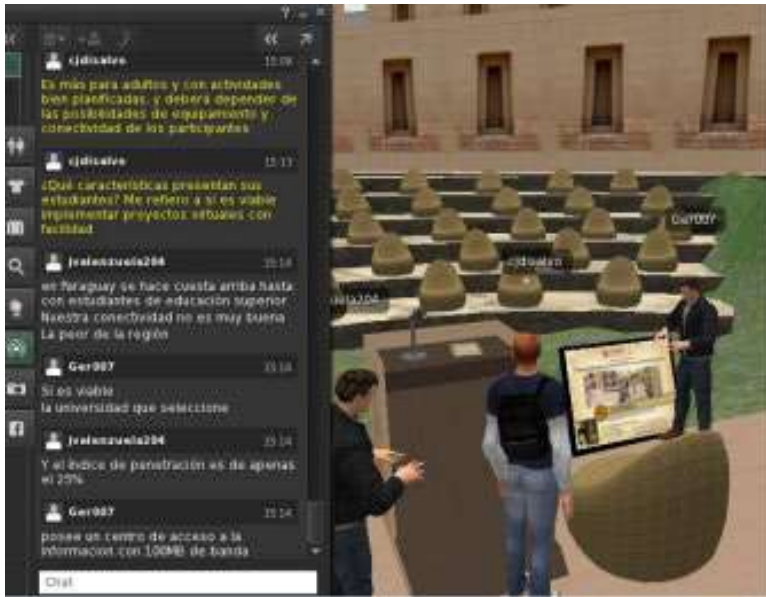 cjdisalvo 15:08
Es más para adultos y con actividades
bien planificadas, y debera depender de
las posibilidades de equipamiento y
conectividad de los participantes
cjdisalvo 15:13
¿Qué características presentan sus
estudiantes? Me refiero a si es viable
implementar proyectos virtuales con
facilidad
jvalenzuela204 15:14
en Paraguay se hace cuesta arriba hasta
con estudiantes de educación superior
Nuestra conectividad no es muy buena
La peor de la región
Ger007 15:14
Si es viable
la universidad que seleccione
jvalenzuela204 15:14
Y el índice de penetración es de apenas
el 25%
Ger007 15:14
posee un centro de acceso a la
informacion con 100MB de banda
Chat
Ger007
cjdisalvo
uela204